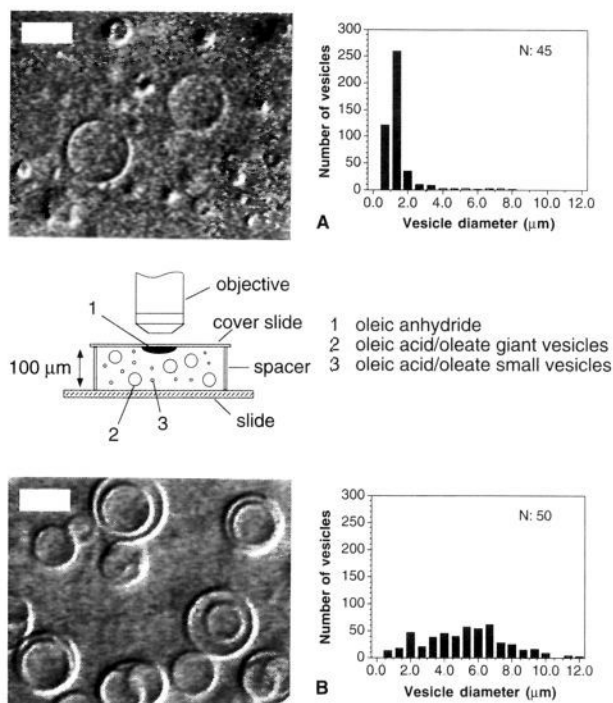 300
250
200
150
100
50
0
Number of vesicles
N: 45
0.0 2.0 4.0 6.0 8.0 10.0 12.0
A
Vesicle diameter (μm)
objective
1
cover slide
100 μm
spacer
2
3
slide
1 oleic anhydride
2 oleic acid/oleate giant vesicles
3 oleic acid/oleate small vesicles
300
250
200
150
100
50
0
Number of vesicles
N: 50
0.0 2.0 4.0 6.0 8.0 10.0 12.0
B
Vesicle diameter (μm)